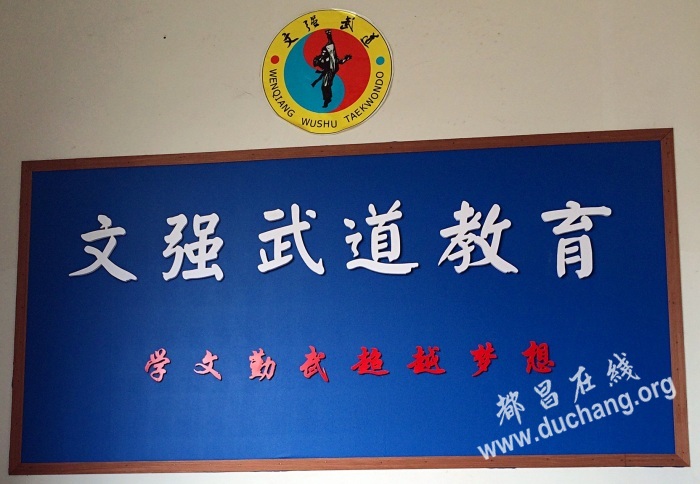 文强武道
WENQIANG WUSHU TAEKWONDO
文强武道教育
学文勤武超越梦想
都昌在线
www.duchang.org